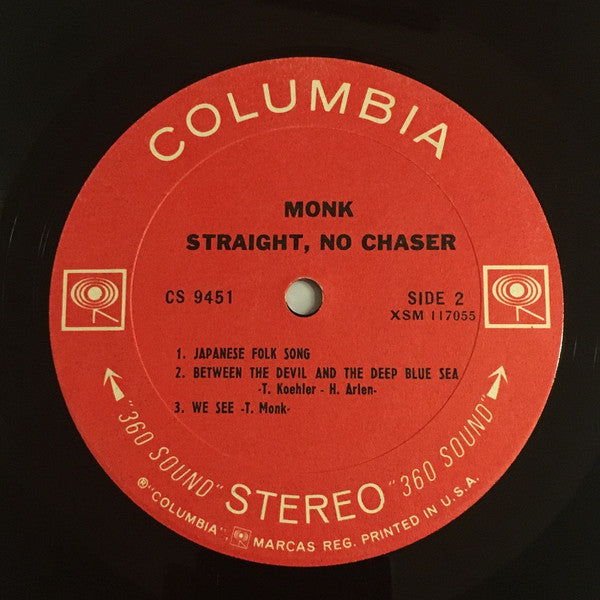 COLUMBIA
MONK
STRAIGHT, NO CHASER
CS 9451
SIDE 2
XSM 117055
1. JAPANESE FOLK SONG
2. BETWEEN THE DEVIL AND THE DEEP BLUE SEA
-T. Koehler - H. Arlen-
3. WE SEE -T. Monk-
"360 SOUND" STEREO "360 SOUND"
®"COLUMBIA", MARCAS REG. PRINTED IN U.S.A.